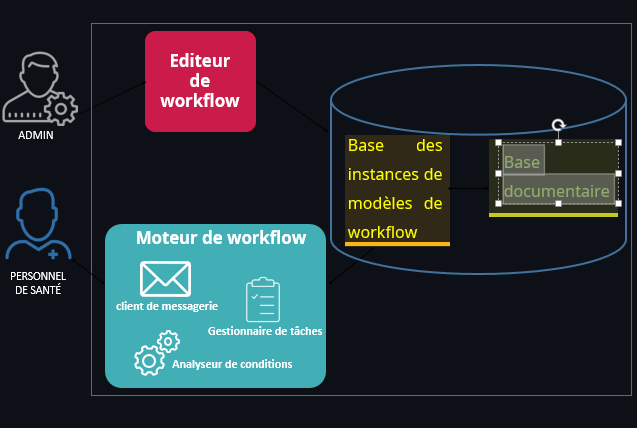 Editeur
de
workflow
ADMIN
Base des
instances de
modèles de
workflow
Base
documentaire
PERSONNEL
DE SANTÉ
Moteur de workflow
client de messagerie
Gestionnaire de tâches
Analyseur de conditions